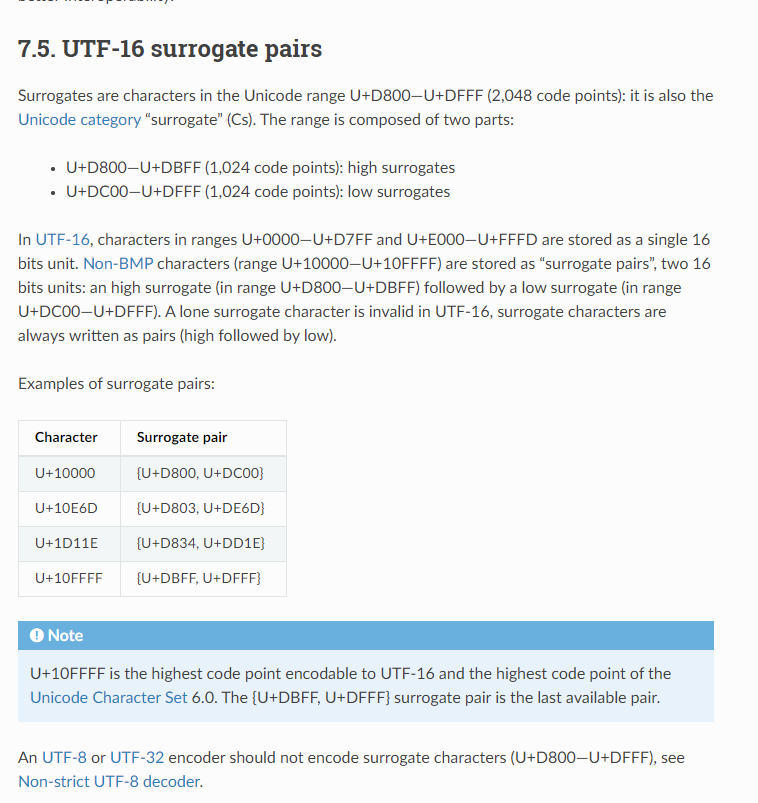 better interoperability).
7.5. UTF-16 surrogate pairs
Surrogates are characters in the Unicode range U+D800—U+DFFF (2,048 code points): it is also the
Unicode category “surrogate” (Cs). The range is composed of two parts:
• U+D800—U+DBFF (1,024 code points): high surrogates
• U+DC00—U+DFFF (1,024 code points): low surrogates
In UTF-16, characters in ranges U+0000—U+D7FF and U+E000—U+FFFD are stored as a single 16
bits unit. Non-BMP characters (range U+10000—U+10FFFF) are stored as “surrogate pairs”, two 16
bits units: an high surrogate (in range U+D800—U+DBFF) followed by a low surrogate (in range
U+DC00—U+DFFF). A lone surrogate character is invalid in UTF-16, surrogate characters are
always written as pairs (high followed by low).
Examples of surrogate pairs:
Character Surrogate pair
U+10000 {U+D800, U+DC00}
U+10E6D {U+D803, U+DE6D}
U+1D11E {U+D834, U+DD1E}
U+10FFFF {U+DBFF, U+DFFF}
Note
U+10FFFF is the highest code point encodable to UTF-16 and the highest code point of the
Unicode Character Set 6.0. The {U+DBFF, U+DFFF} surrogate pair is the last available pair.
An UTF-8 or UTF-32 encoder should not encode surrogate characters (U+D800—U+DFFF), see
Non-strict UTF-8 decoder.